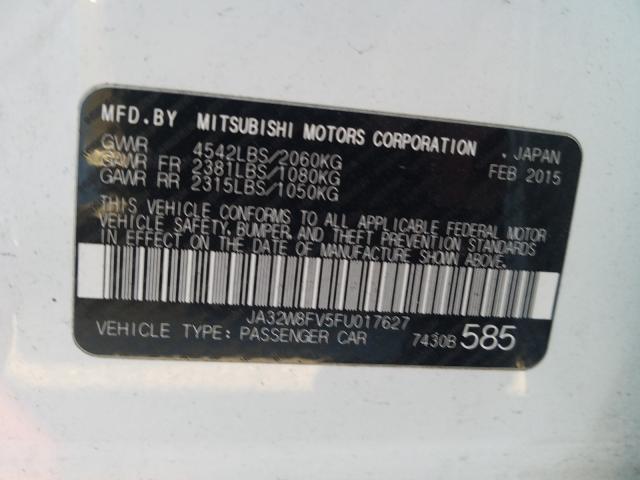 MFD.BY MITSUBISHI MOTORS CORPORATION
GVWR 4542LBS/2060KG , JAPAN
GAWR FR 2381LBS/1080KG FEB 2015
GAWR RR 2315LBS/1050KG
THIS VEHICLE CONFORMS TO ALL APPLICABLE FEDERAL MOTOR
VEHICLE SAFETY, BUMPER, AND THEFT PREVENTION STANDARDS
IN EFFECT ON THE DATE OF MANUFACTURE SHOWN ABOVE.
JA32W8FV5FU017627
VEHICLE TYPE: PASSENGER CAR 7430B 585